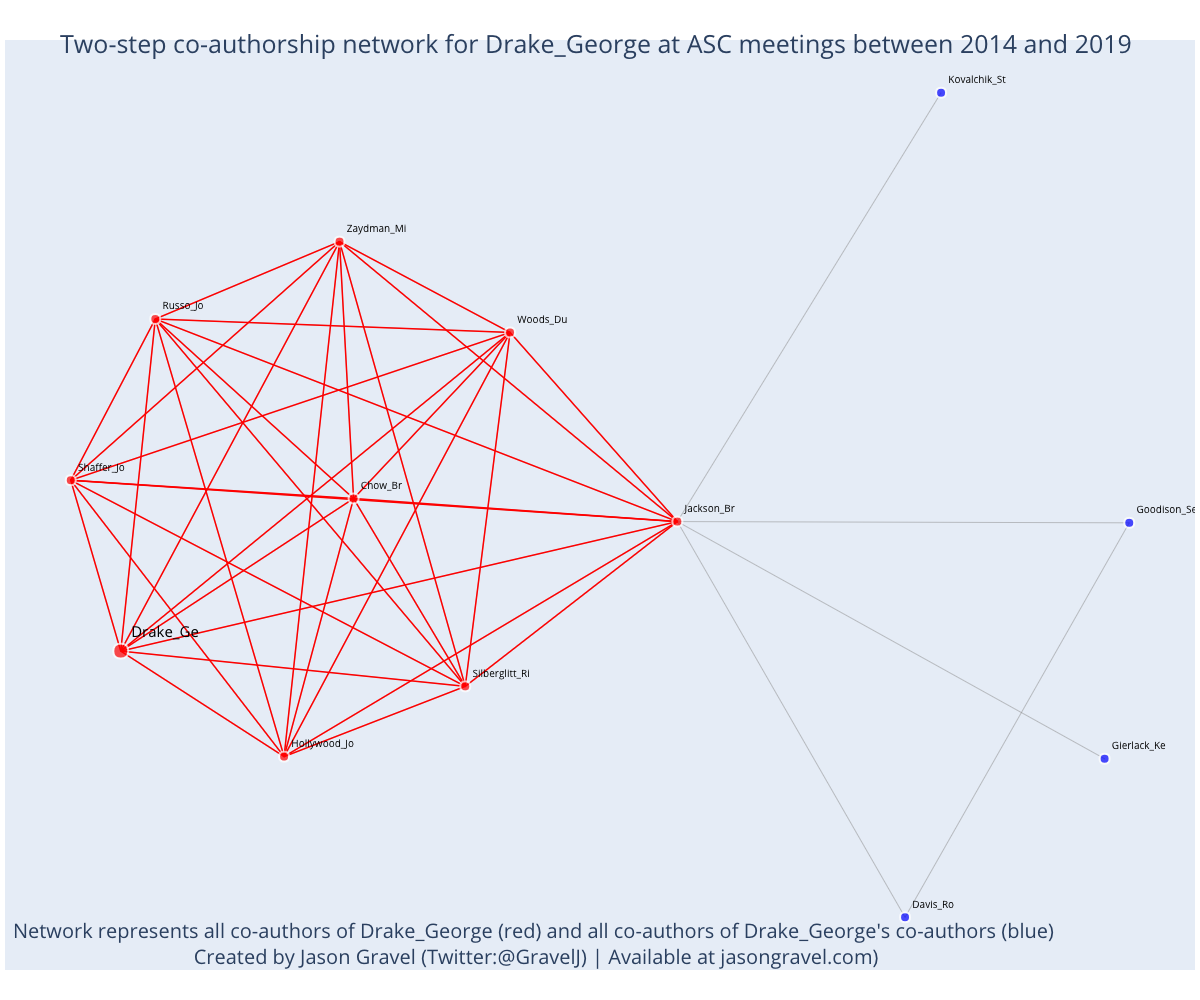 Two-step co-authorship network for Drake_George at ASC meetings between 2014 and 2019
Kovalchik_St
Zaydman_Mi
Russo_Jo
Woods_Du
Shaffer_Jo
Chow_Br
Jackson_Br
Goodison_Se
Drake_Ge
Silberglitt_Ri
Hollywood_Jo
Gierlack_Ke
Davis_Ro
Network represents all co-authors of Drake_George (red) and all co-authors of Drake_George's co-authors (blue)
Created by Jason Gravel (Twitter:@GravelJ) | Available at jasongravel.com)